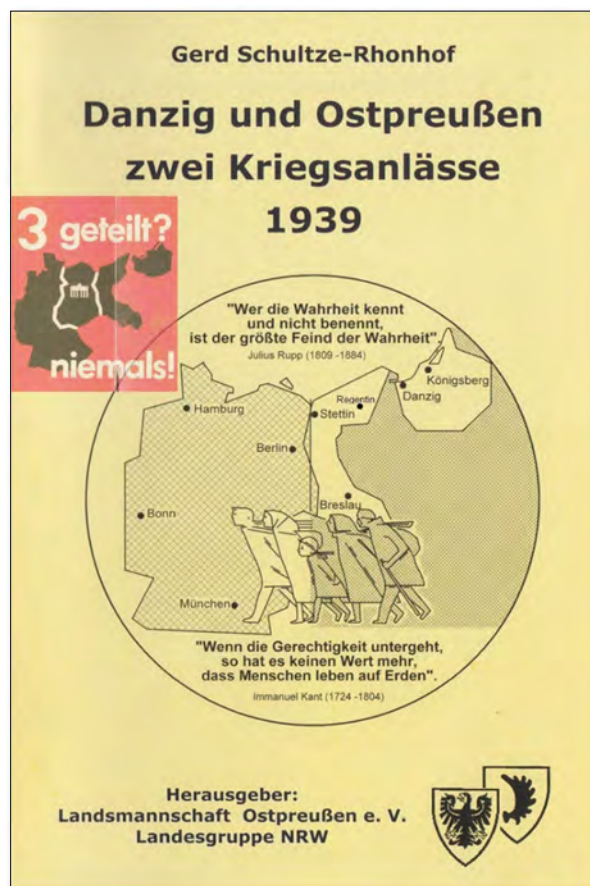 Gerd Schultze-Rhonhof
Danzig und Ostpreußen
zwei Kriegsanlässe
1939
3 geteilt?
niemals!
"Wer die Wahrheit kennt
und nicht benennt,
ist der größte Feind der Wahrheit".
Julius Rupp (1809 -1884)
Königsberg
Danzig
Regentin
Hamburg
Stettin
Berlin
Breslau
Bonn
München
"Wenn die Gerechtigkeit untergeht,
so hat es keinen Wert mehr,
dass Menschen leben auf Erden".
Immanuel Kant (1724 -1804)
Herausgeber:
Landsmannschaft Ostpreußen e. V.
Landesgruppe NRW